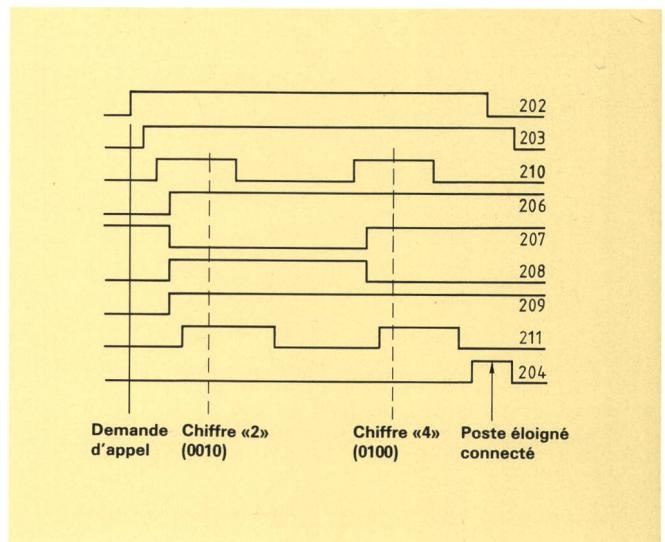 202
203
210
206
207
208
209
211
204
Demande d'appel
Chiffre «2» (0010)
Chiffre «4» (0100)
Poste éloigné connecté